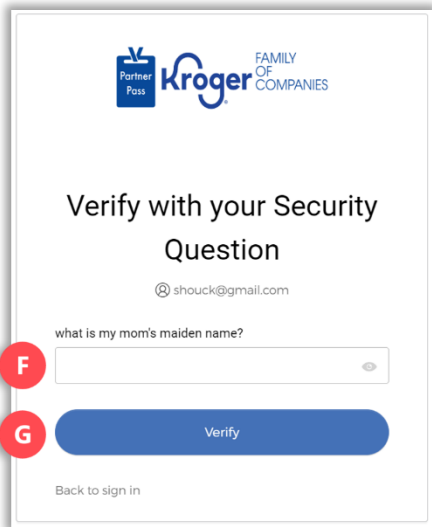 Partner
Pass
Kroger
FAMILY
OF
COMPANIES
Verify with your Security
Question
shouck@gmail.com
what is my mom's maiden name?
F
G
Verify
Back to sign in